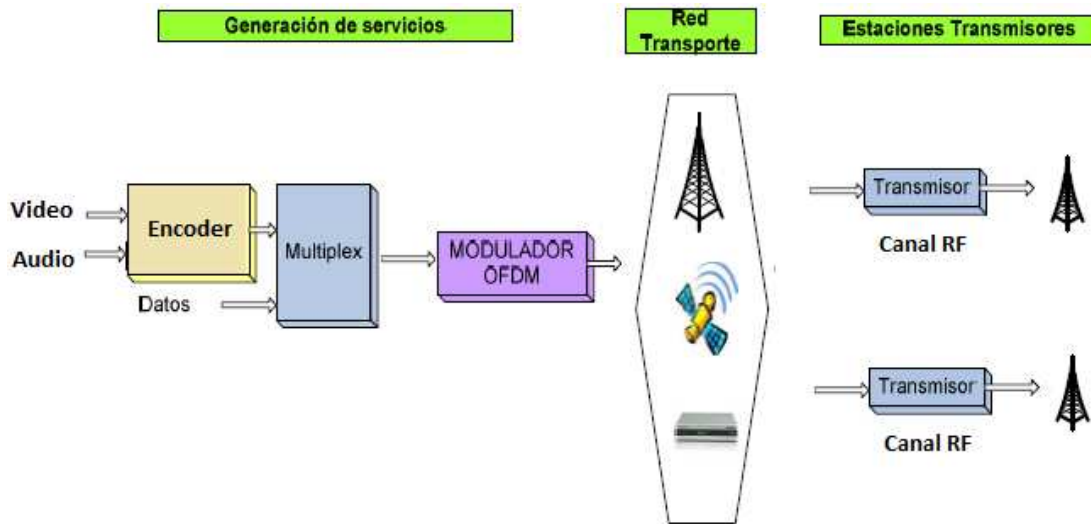 Generación de servicios
Red
Transporte
Estaciones Transmisores
Video
Audio
Encoder
Datos
Multiplex
MODULADOR
OFDM
Transmisor
Canal RF
Transmisor
Canal RF